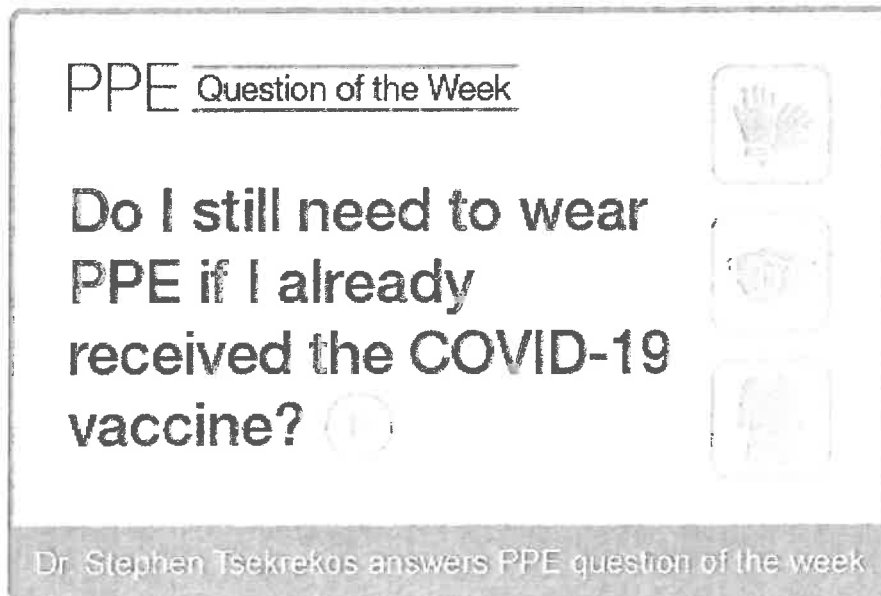 PPE Question of the Week
Do I still need to wear
PPE if I already
received the COVID-19
vaccine?
Dr. Stephen Tsekrekos answers PPE question of the week